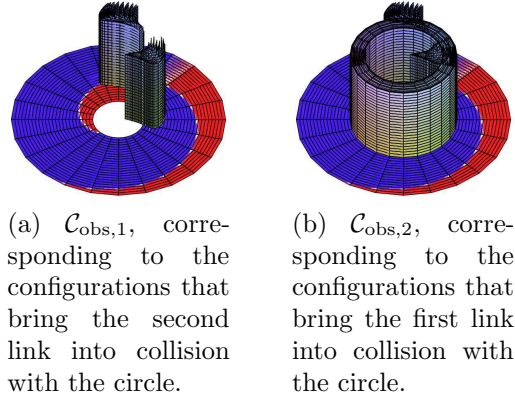 (a) $\mathcal{C}_{\text{obs},1}$, corre-
sponding to the
configurations that
bring the second
link into collision
with the circle.
(b) $\mathcal{C}_{\text{obs},2}$, corre-
sponding to the
configurations that
bring the first link
into collision with
the circle.